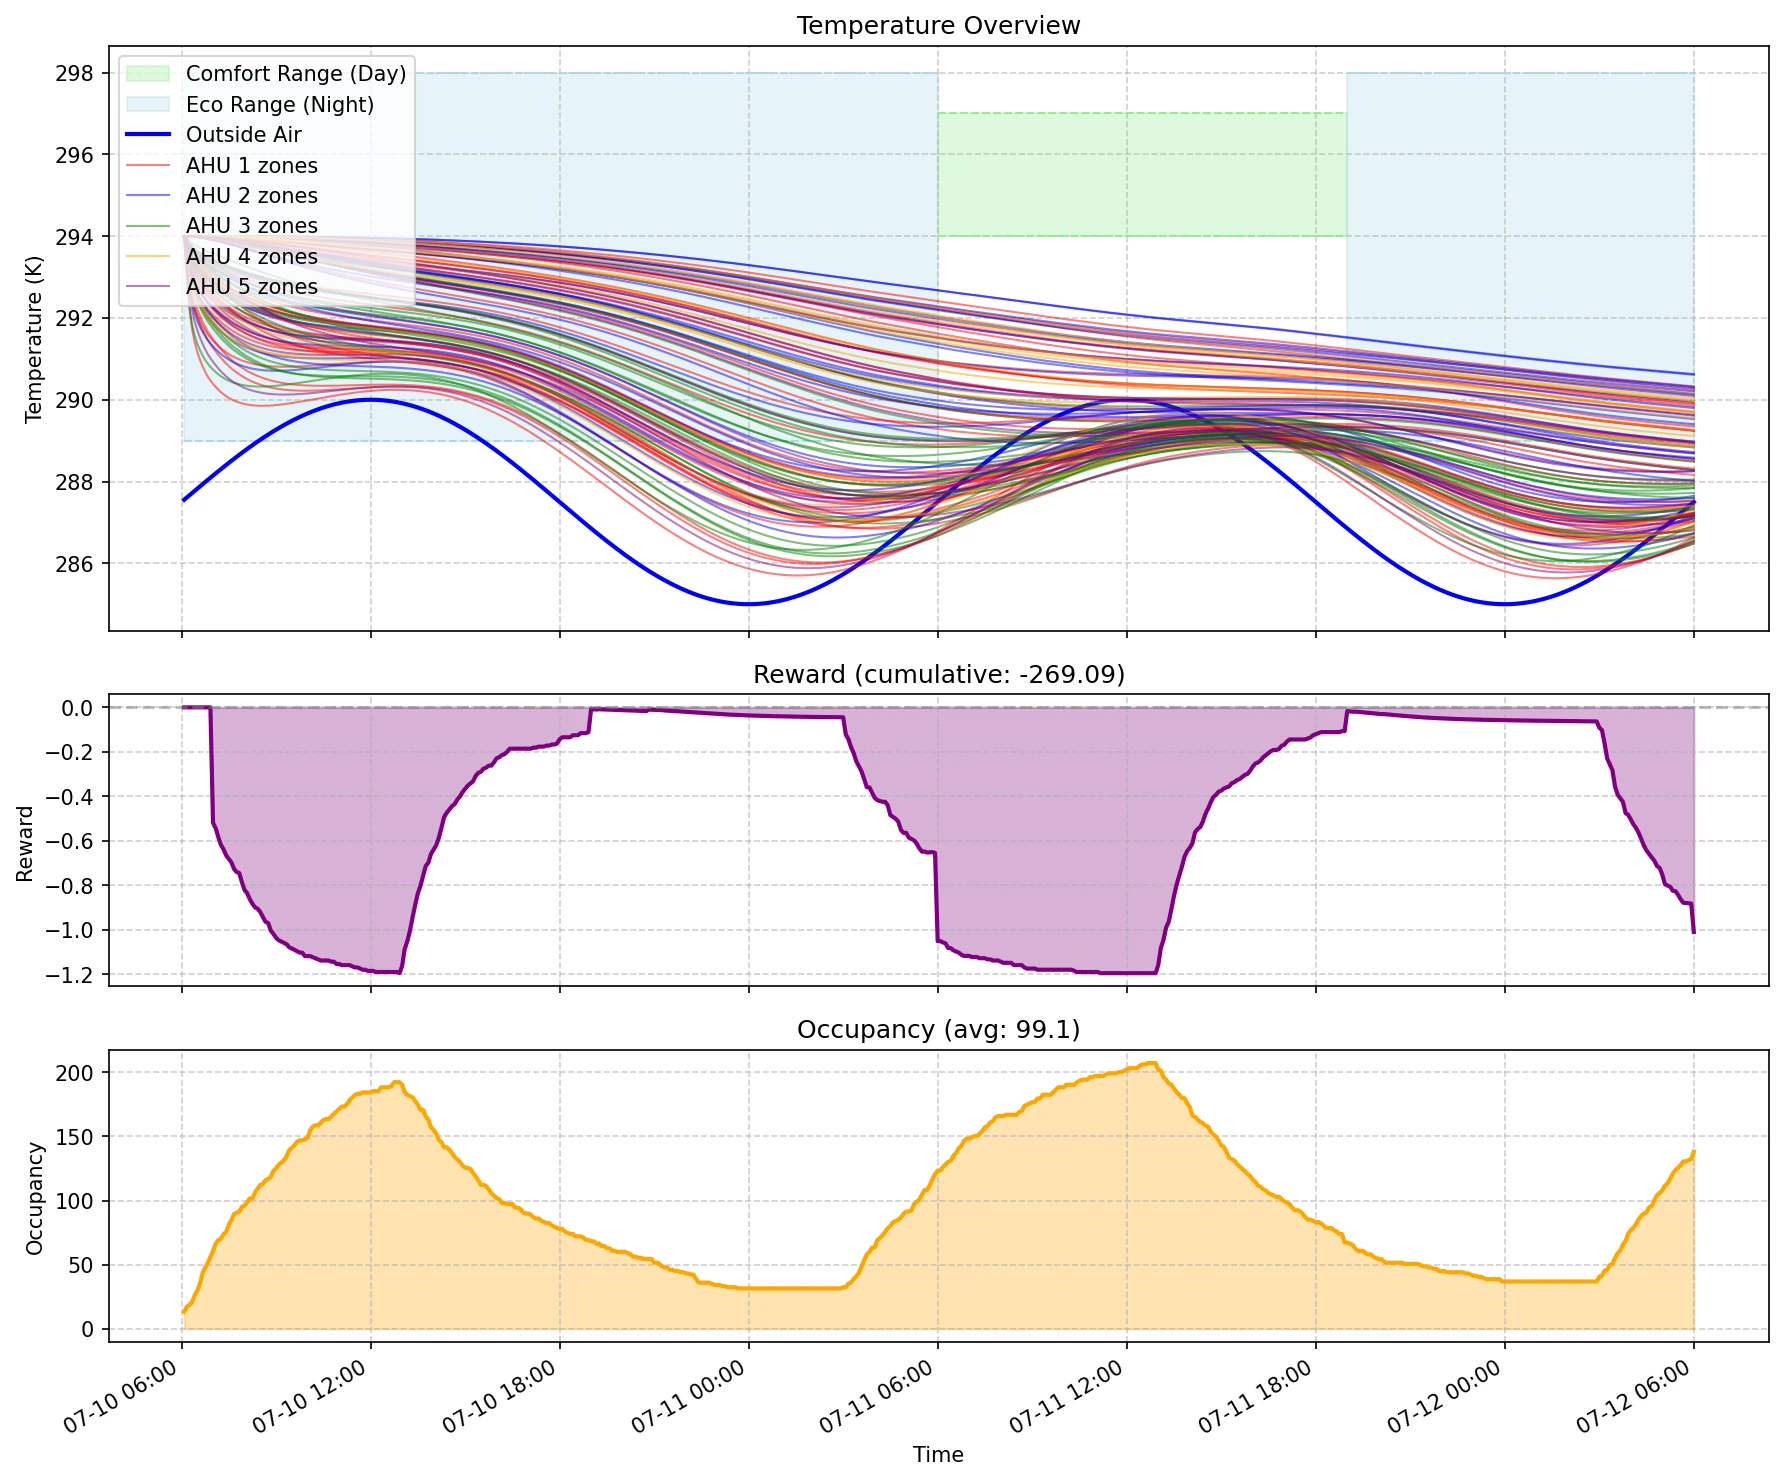 Temperature Overview
Comfort Range (Day)
Eco Range (Night)
Outside Air
AHU 1 zones
AHU 2 zones
AHU 3 zones
AHU 4 zones
AHU 5 zones
Temperature (K)
298
296
294
292
290
288
286
Reward (cumulative: -269.09)
Reward
0.0
−0.2
−0.4
−0.6
−0.8
−1.0
−1.2
Occupancy (avg: 99.1)
Occupancy
200
150
100
50
0
07-10 06:00
07-10 12:00
07-10 18:00
07-11 00:00
07-11 06:00
07-11 12:00
07-11 18:00
07-12 00:00
07-12 06:00
Time